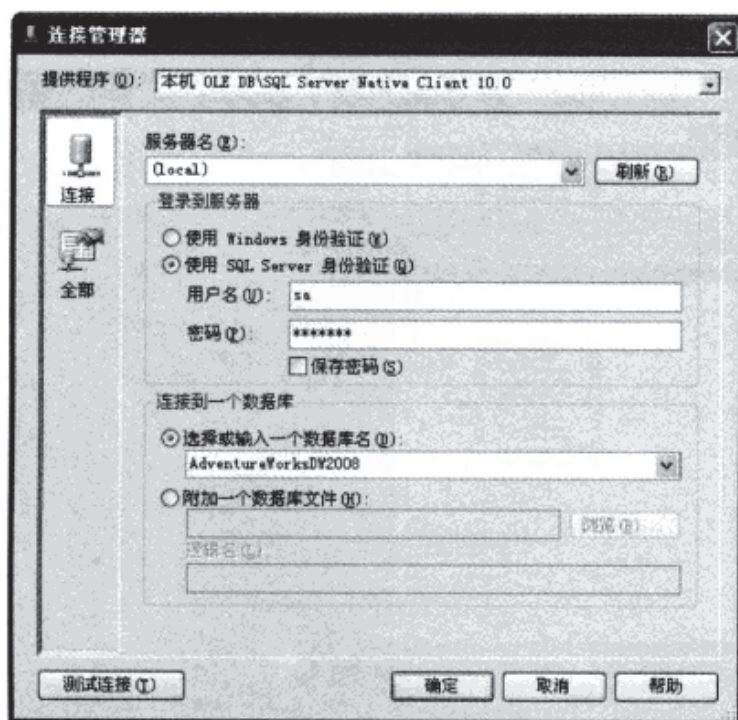 连接管理器
提供程序(O): 本机 OLE DB\SQL Server Native Client 10.0
连接
全部
服务器名(E):
(local)
刷新(R)
登录到服务器
使用 Windows 身份验证(W)
使用 SQL Server 身份验证(Q)
用户名(U): sa
密码(P): *******
保存密码(S)
连接到一个数据库
选择或输入一个数据库名(D):
AdventureWorksDW2008
附加一个数据库文件(H):
浏览(B)...
逻辑名(L):
测试连接(T)
确定
取消
帮助